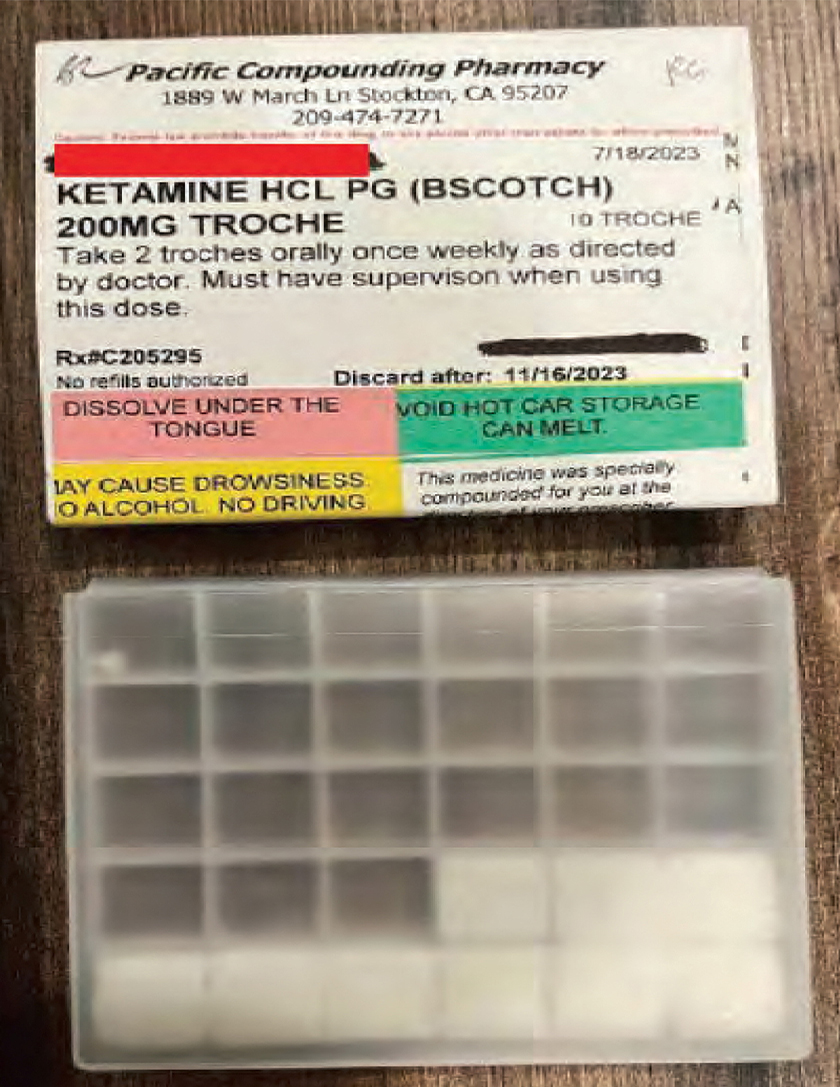 Pacific Compounding Pharmacy
1889 W March Ln Stockton, CA 95207
209-474-7271
7/18/2023
KETAMINE HCL PG (BSCOTCH)
200MG TROCHE
10 TROCHE
Take 2 troches orally once weekly as directed
by doctor. Must have supervison when using
this dose.
Rx#C205295
No refills authorized
Discard after: 11/16/2023
DISSOLVE UNDER THE
TONGUE
VOID HOT CAR STORAGE
CAN MELT.
AY CAUSE DROWSINESS
O ALCOHOL NO DRIVING
This medicine was specially
compounded for you at the